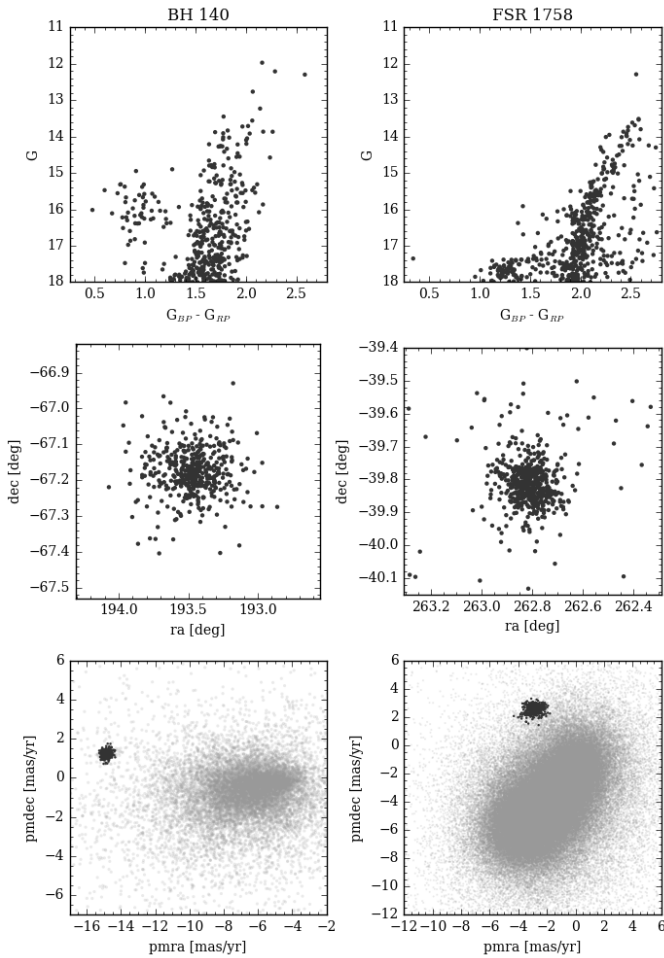 BH 140
FSR 1758
11
12
13
14
15
16
17
18
G
0.5 1.0 1.5 2.0 2.5
G_BP - G_RP
11
12
13
14
15
16
17
18
G
0.5 1.0 1.5 2.0 2.5
G_BP - G_RP
−66.9
−67.0
−67.1
−67.2
−67.3
−67.4
−67.5
dec [deg]
194.0 193.5 193.0
ra [deg]
−39.4
−39.5
−39.6
−39.7
−39.8
−39.9
−40.0
−40.1
dec [deg]
263.2 263.0 262.8 262.6 262.4
ra [deg]
6
4
2
0
−2
−4
−6
pmdec [mas/yr]
−16 −14 −12 −10 −8 −6 −4 −2
pmra [mas/yr]
6
4
2
0
−2
−4
−6
−8
−10
−12
pmdec [mas/yr]
−12 −10 −8 −6 −4 −2 0 2 4 6
pmra [mas/yr]